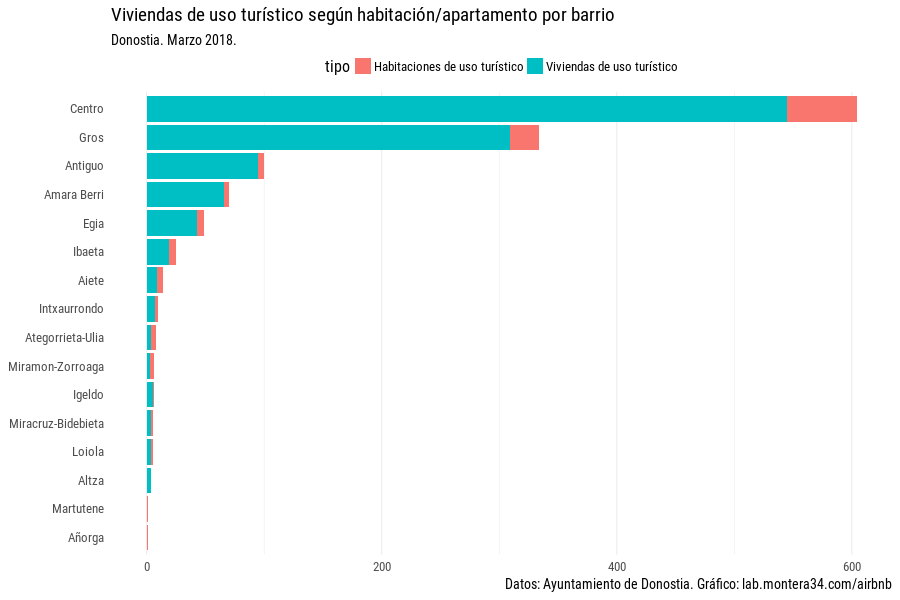 Viviendas de uso turístico según habitación/apartamento por barrio
Donostia. Marzo 2018.
tipo Habitaciones de uso turístico Viviendas de uso turístico
Centro
Gros
Antiguo
Amara Berri
Egia
Ibaeta
Aiete
Intxaurrondo
Ategorrieta-Ulia
Miramon-Zorroaga
Igeldo
Miracruz-Bidebieta
Loiola
Altza
Martutene
Añorga
0 200 400 600
Datos: Ayuntamiento de Donostia. Gráfico: lab.montera34.com/airbnb